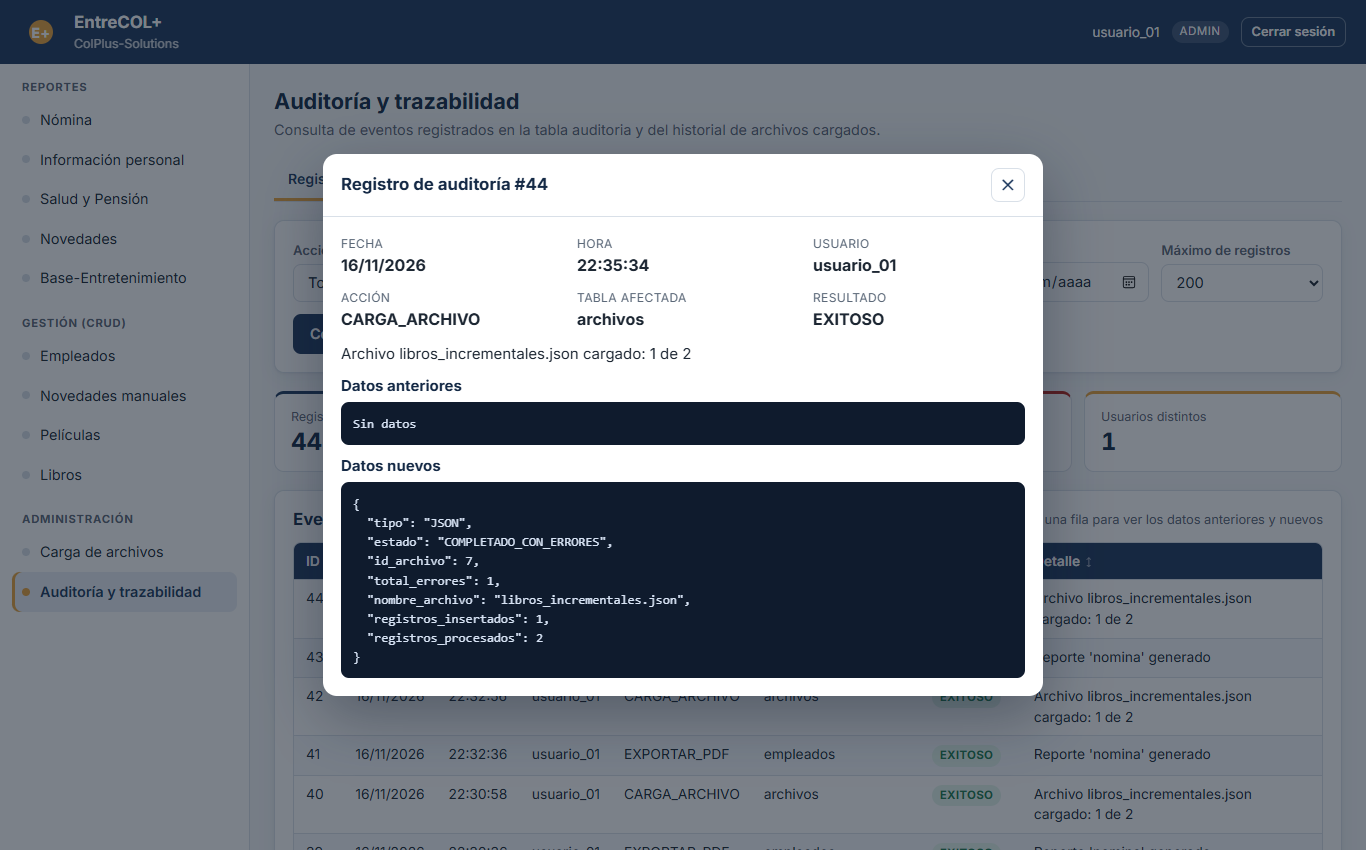 E+
EntreCOL+
ColPlus-Solutions
usuario_01
ADMIN
Cerrar sesión
REPORTES
Nómina
Información personal
Salud y Pensión
Novedades
Base-Entretenimiento
GESTIÓN (CRUD)
Empleados
Novedades manuales
Películas
Libros
ADMINISTRACIÓN
Carga de archivos
Auditoría y trazabilidad
Auditoría y trazabilidad
Consulta de eventos registrados en la tabla auditoria y del historial de archivos cargados.
Máximo de registros
/aaaa
200
Usuarios distintos
44
1
una fila para ver los datos anteriores y nuevos
ID
44
Archivo libros_incrementales.json
cargado: 1 de 2
43
Reporte 'nomina' generado
42 16/11/2026 22:32:56 usuario_01 CARGA_ARCHIVO archivos EXITOSO Archivo libros_incrementales.json
cargado: 1 de 2
41 16/11/2026 22:32:36 usuario_01 EXPORTAR_PDF empleados EXITOSO Reporte 'nomina' generado
40 16/11/2026 22:30:58 usuario_01 CARGA_ARCHIVO archivos EXITOSO Archivo libros_incrementales.json
cargado: 1 de 2
Registro de auditoría #44
FECHA
16/11/2026
HORA
22:35:34
USUARIO
usuario_01
ACCIÓN
CARGA_ARCHIVO
TABLA AFECTADA
archivos
RESULTADO
EXITOSO
Archivo libros_incrementales.json cargado: 1 de 2
Datos anteriores
Sin datos
Datos nuevos
{
"tipo": "JSON",
"estado": "COMPLETADO_CON_ERRORES",
"id_archivo": 7,
"total_errores": 1,
"nombre_archivo": "libros_incrementales.json",
"registros_insertados": 1,
"registros_procesados": 2
}